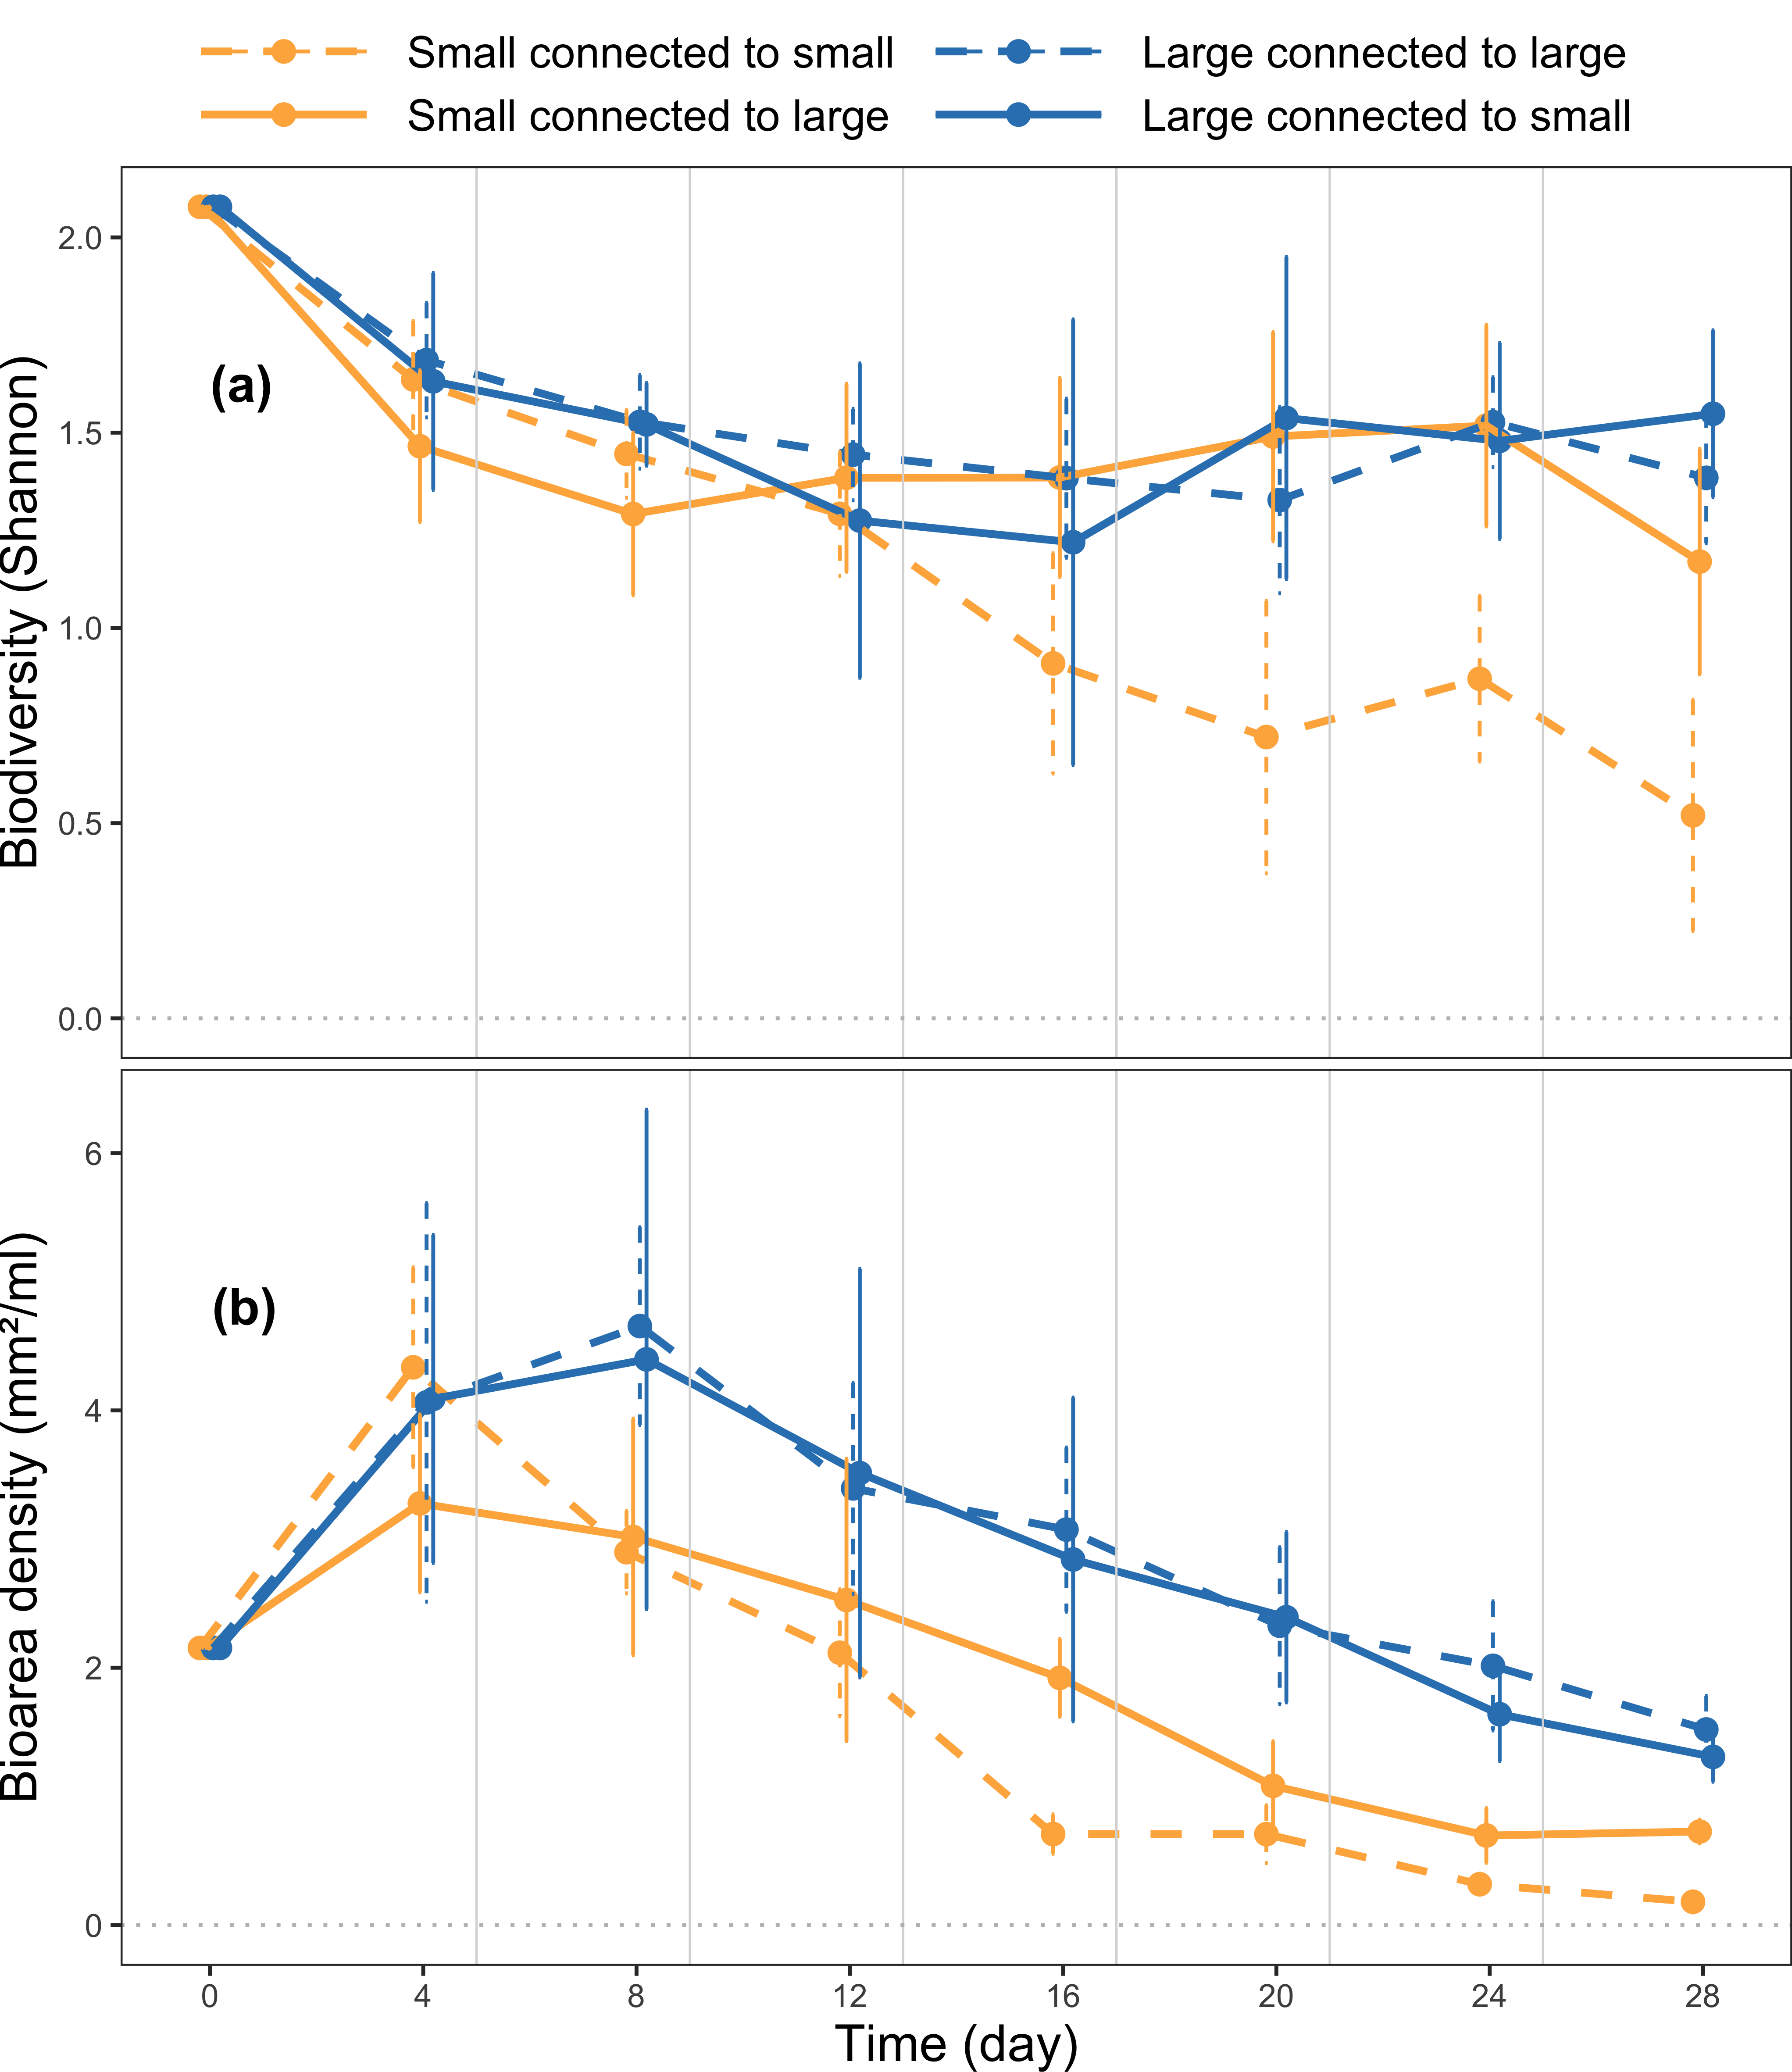 Small connected to small
Large connected to large
Small connected to large
Large connected to small
Biodiversity (Shannon)
2.0
1.5
1.0
0.5
0.0
(a)
Bioarea density (mm²/ml)
6
4
2
0
(b)
0 4 8 12 16 20 24 28
Time (day)